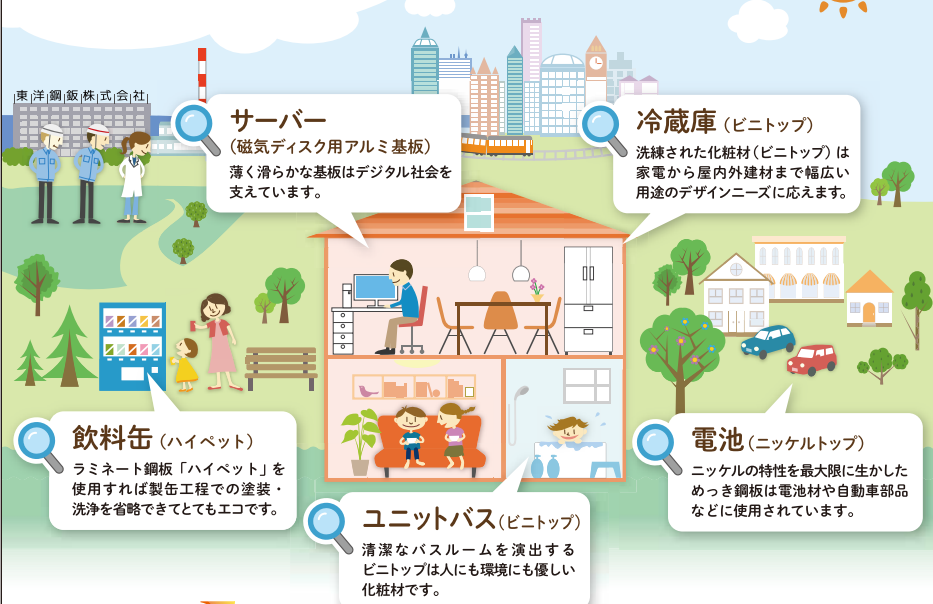 東洋鋼鈑株式会社
サーバー
（磁気ディスク用アルミ基板）
薄く滑らかな基板はデジタル社会を
支えています。
冷蔵庫（ビニトップ）
洗練された化粧材（ビニトップ）は
家電から屋内外建材まで幅広い
用途のデザインニーズに応えます。
飲料缶（ハイペット）
ラミネート鋼板「ハイペット」を
使用すれば製缶工程での塗装・
洗浄を省略できてとてもエコです。
ユニットバス（ビニトップ）
清潔なバスルームを演出する
ビニトップは人にも環境にも優しい
化粧材です。
電池（ニッケルトップ）
ニッケルの特性を最大限に生かした
めっき鋼板は電池材や自動車部品
などに使用されています。